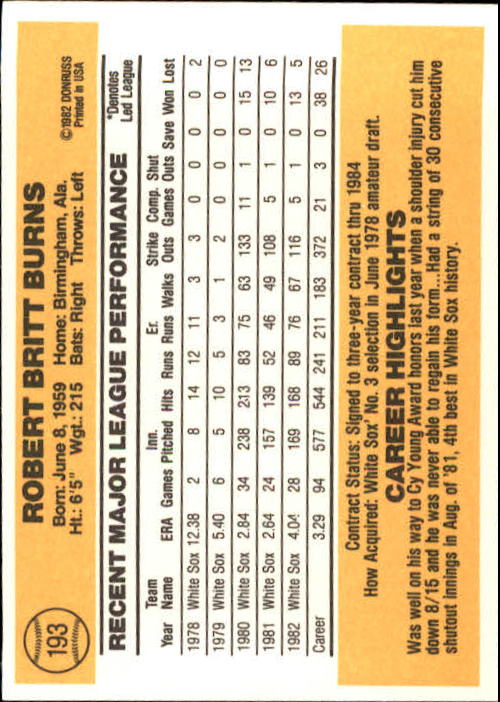 193
ROBERT BRITT BURNS
Born: June 8, 1959 Home: Birmingham, Ala.
Ht.: 6'5" Wgt.: 215 Bats: Right Throws: Left
©1982 DONRUSS
Printed in USA
RECENT MAJOR LEAGUE PERFORMANCE
*Denotes
Led League
Team Inn. Er. Strike Comp. Shut
Year Name ERA Games Pitched Hits Runs Runs Walks Outs Games Outs Save Won Lost
1978 White Sox 12.38 2 8 14 12 11 3 3 0 0 0 0 2
1979 White Sox 5.40 6 5 10 5 3 1 2 0 0 0 0 0
1980 White Sox 2.84 34 238 213 83 75 63 133 11 1 0 15 13
1981 White Sox 2.64 24 157 139 52 46 49 108 5 1 0 10 6
1982 White Sox 4.04 28 169 168 89 76 67 116 5 1 0 13 5
Career 3.29 94 577 544 241 211 183 372 21 3 0 38 26
Contract Status: Signed to three-year contract thru 1984
How Acquired: White Sox' No. 3 selection in June 1978 amateur draft.
CAREER HIGHLIGHTS
Was well on his way to Cy Young Award honors last year when a shoulder injury cut him
down 8/15 and he was never able to regain his form...Had a string of 30 consecutive
shutout innings in Aug. of '81, 4th best in White Sox history.